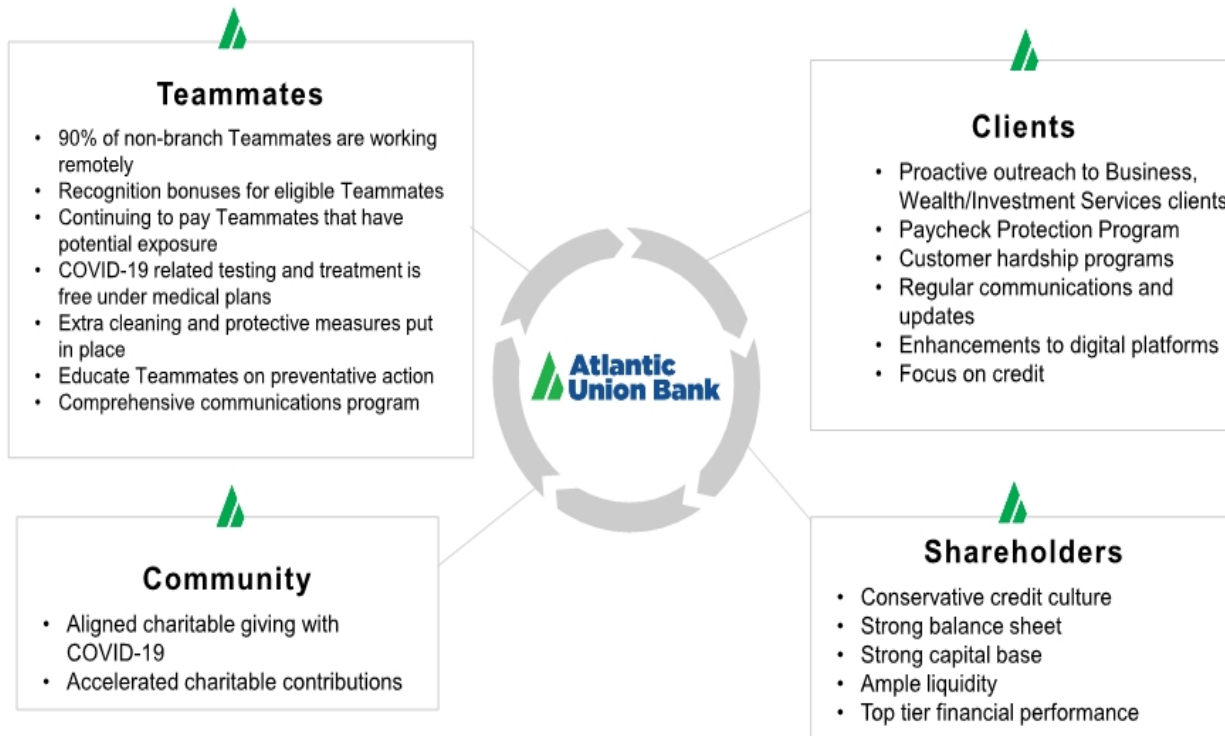 Teammates
• 90% of non-branch Teammates are working
remotely
• Recognition bonuses for eligible Teammates
• Continuing to pay Teammates that have
potential exposure
• COVID-19 related testing and treatment is
free under medical plans
• Extra cleaning and protective measures put
in place
• Educate Teammates on preventative action
• Comprehensive communications program
Clients
• Proactive outreach to Business,
Wealth/Investment Services clients
• Paycheck Protection Program
• Customer hardship programs
• Regular communications and
updates
• Enhancements to digital platforms
• Focus on credit
Atlantic
Union Bank
Community
• Aligned charitable giving with
COVID-19
• Accelerated charitable contributions
Shareholders
• Conservative credit culture
• Strong balance sheet
• Strong capital base
• Ample liquidity
• Top tier financial performance